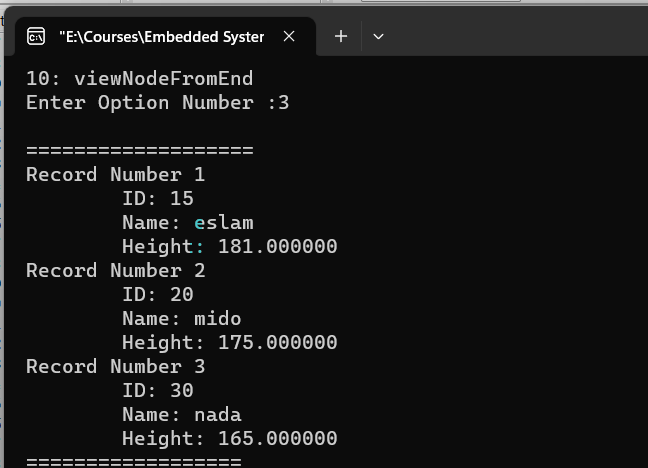 "E:\Courses\Embedded Syster
10: viewNodeFromEnd
Enter Option Number :3
===================
Record Number 1
ID: 15
Name: eslam
Height: 181.000000
Record Number 2
ID: 20
Name: mido
Height: 175.000000
Record Number 3
ID: 30
Name: nada
Height: 165.000000
==================